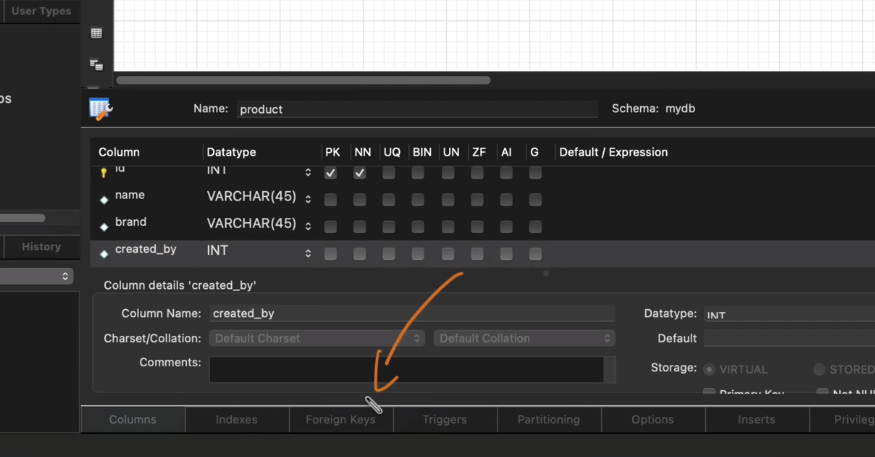 User Types
os
Name: product Schema: mydb
Column Datatype PK NN UQ BIN UN ZF AI G Default / Expression
id INT
name VARCHAR(45)
brand VARCHAR(45)
created_by INT
Column details 'created_by'
History
Column Name: created_by Datatype: INT
Charset/Collation: Default Charset Default Collation Default
Comments: Storage: VIRTUAL STORED
Primary Key Not NU
Columns Indexes Foreign Keys Triggers Partitioning Options Inserts Privileg